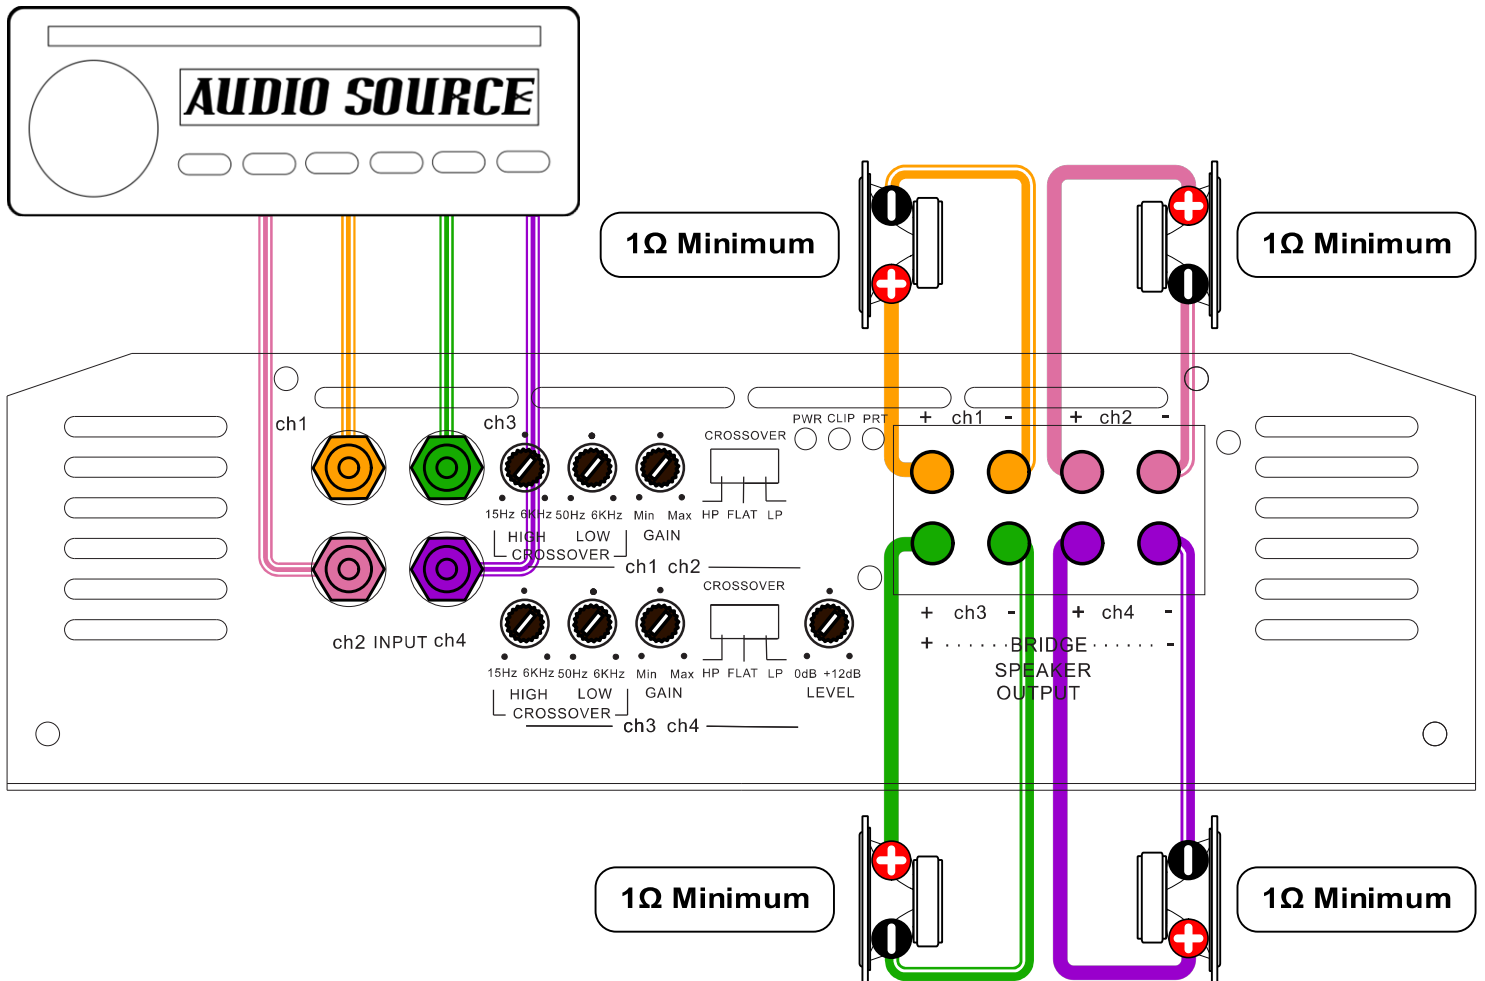 AUDIO SOURCE
1Ω Minimum
1Ω Minimum
ch1
ch3
PWR CLIP PRT
+ ch1 -
+ ch2 -
CROSSOVER
15Hz 6KHz
50Hz 6KHz
Min Max
HP FLAT LP
HIGH LOW
GAIN
CROSSOVER
ch1 ch2
CROSSOVER
+ ch3 -
+ ch4 -
ch2 INPUT ch4
+ ······BRIDGE······ -
SPEAKER
OUTPUT
15Hz 6KHz
50Hz 6KHz
Min Max
HP FLAT LP
0dB +12dB
HIGH LOW
GAIN
LEVEL
CROSSOVER
ch3 ch4
1Ω Minimum
1Ω Minimum